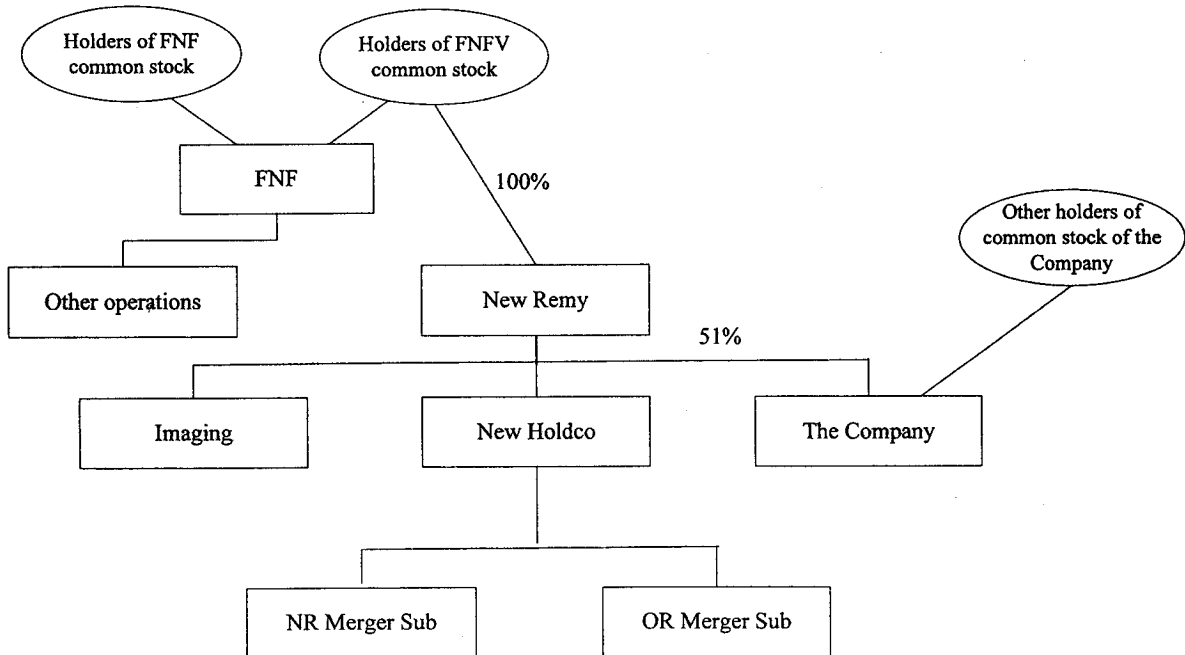 Holders of FNF
common stock
Holders of FNFV
common stock
FNF
100%
Other holders of
common stock of the
Company
Other operations
New Remy
51%
Imaging
New Holdco
The Company
NR Merger Sub
OR Merger Sub